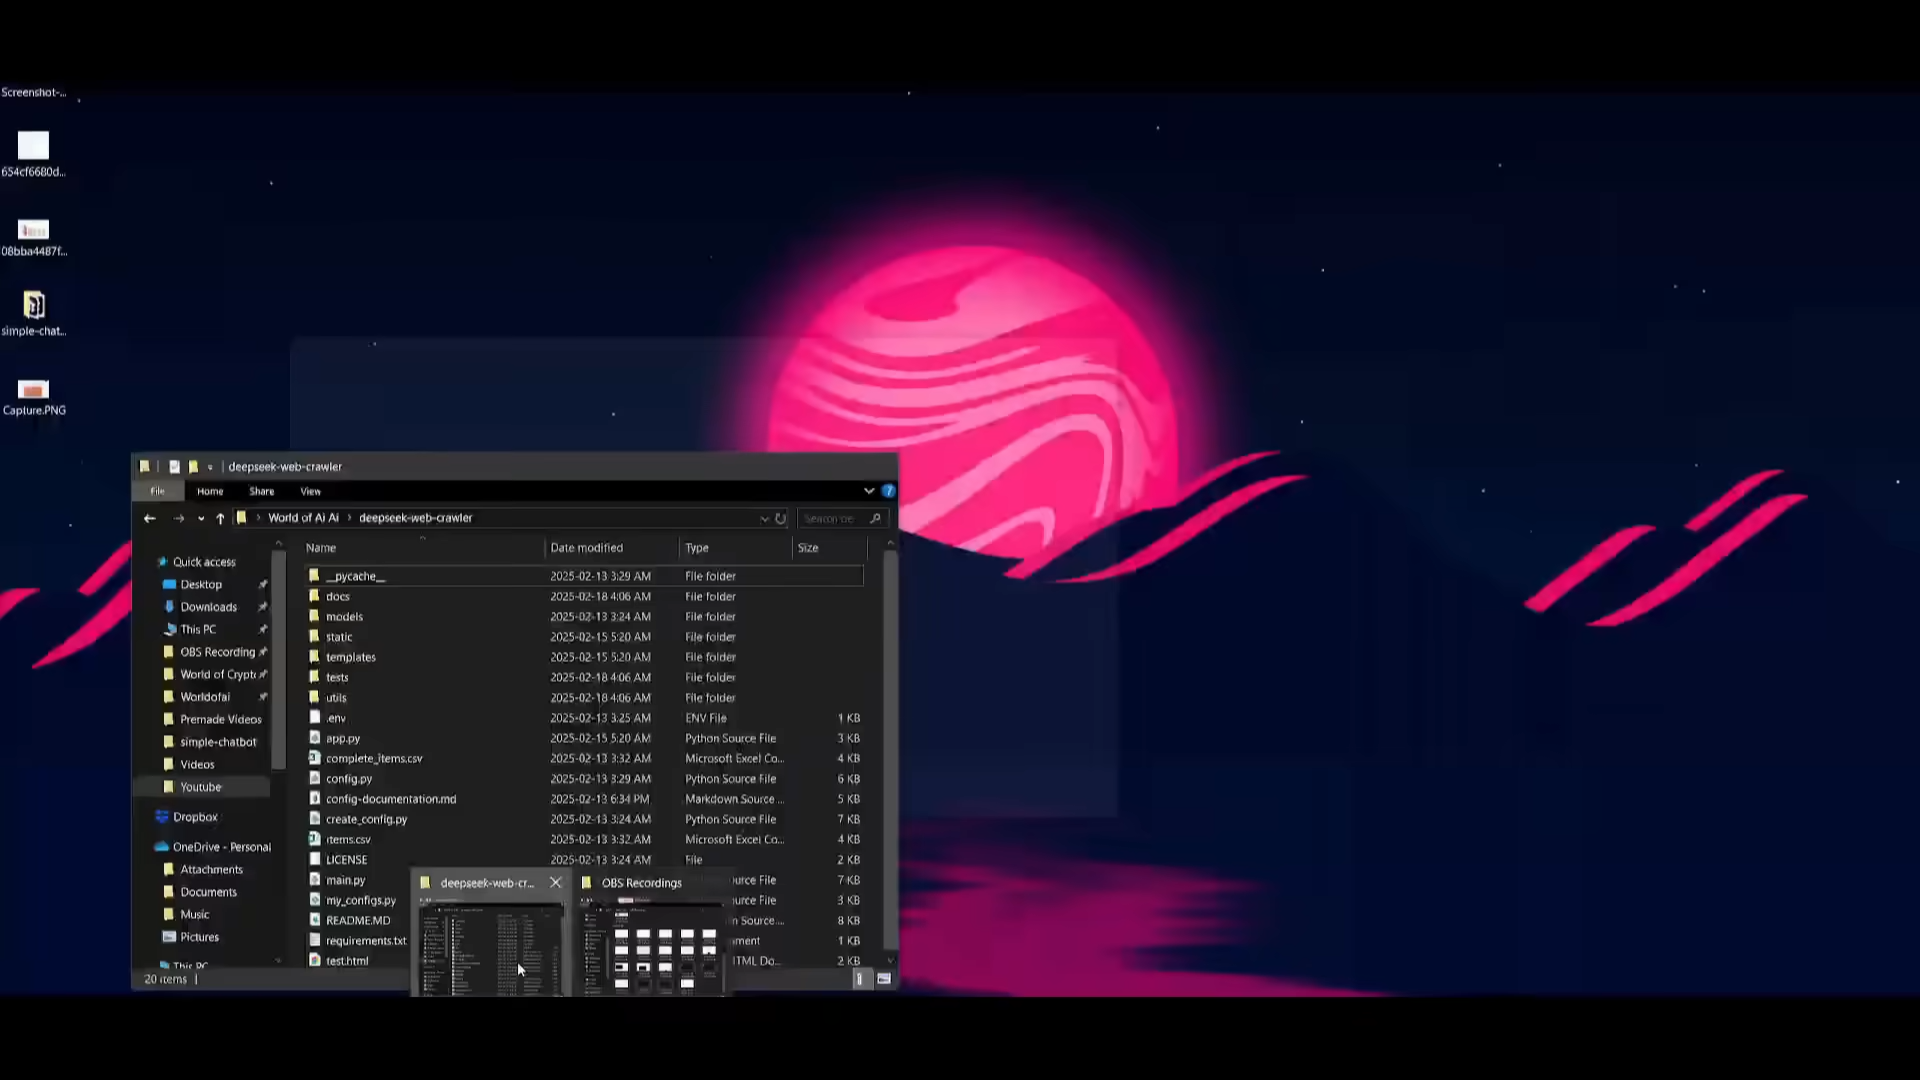 Screenshot-...
654cf6680d...
08bba4487f...
simple-chat...
Capture.PNG
deepseek-web-crawler
File Home Share View
World of Ai Ai > deepseek-web-crawler
Name Date modified Type Size
Quick access
Desktop
Downloads
This PC
OBS Recording
World of Crypt
Worldofai
Premade Videos
simple-chatbot
Videos
Youtube
Dropbox
OneDrive - Personal
Attachments
Documents
Music
Pictures
This PC
__pycache__ 2025-02-13 3:29 AM File folder
docs 2025-02-18 4:06 AM File folder
models 2025-02-13 3:24 AM File folder
static 2025-02-15 5:20 AM File folder
templates 2025-02-15 5:20 AM File folder
tests 2025-02-18 4:06 AM File folder
utils 2025-02-18 4:06 AM File folder
.env 2025-02-13 3:25 AM ENV File 1 KB
app.py 2025-02-15 5:20 AM Python Source File 3 KB
complete_items.csv 2025-02-13 3:32 AM Microsoft Excel Co... 4 KB
config.py 2025-02-13 3:29 AM Python Source File 6 KB
config-documentation.md 2025-02-13 6:34 PM Markdown Source ... 5 KB
create_config.py 2025-02-13 3:24 AM Python Source File 7 KB
items.csv 2025-02-13 3:32 AM Microsoft Excel Co... 4 KB
LICENSE 2025-02-13 3:24 AM File 2 KB
main.py urce File 7 KB
my_configs.py urce File 3 KB
README.MD n Source ... 8 KB
requirements.txt ument 1 KB
test.html ITML Do... 2 KB
20 items
deepseek-web-cr...
OBS Recordings